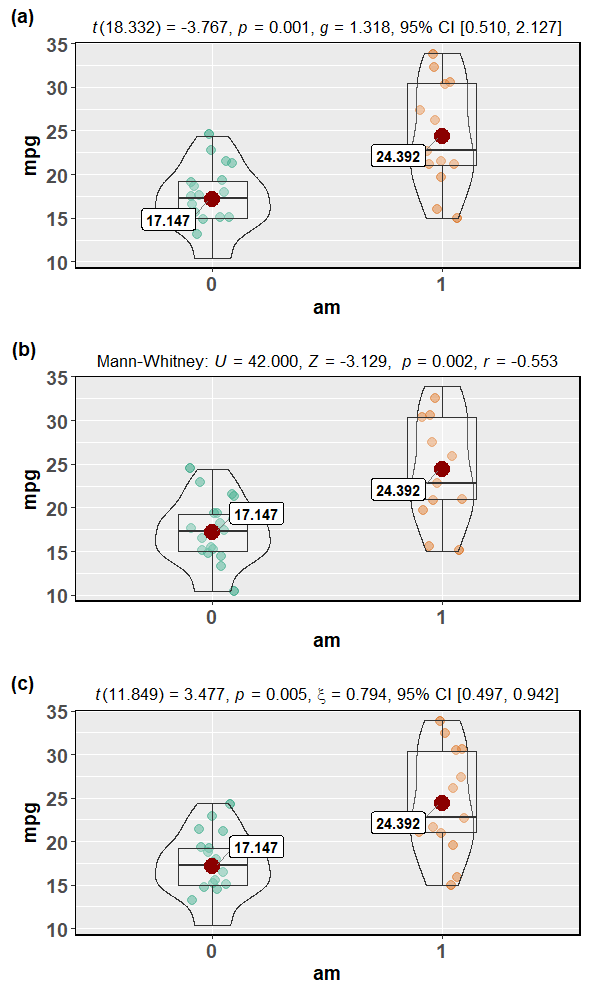 (a)
t(18.332) = -3.767, p = 0.001, g = 1.318, 95% CI [0.510, 2.127]
35
30
25
20
15
10
mpg
24.392
17.147
0 1
am
(b)
Mann-Whitney: U = 42.000, Z = -3.129, p = 0.002, r = -0.553
35
30
25
20
15
10
mpg
24.392
17.147
0 1
am
(c)
t(11.849) = 3.477, p = 0.005, ξ = 0.794, 95% CI [0.497, 0.942]
35
30
25
20
15
10
mpg
24.392
17.147
0 1
am